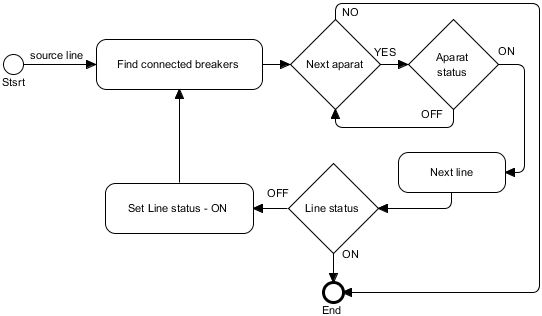 NO
source line
Find connected breakers
Next aparat
YES
Aparat
status
ON
Stsrt
OFF
Next line
Set Line status - ON
OFF
Line status
ON
End